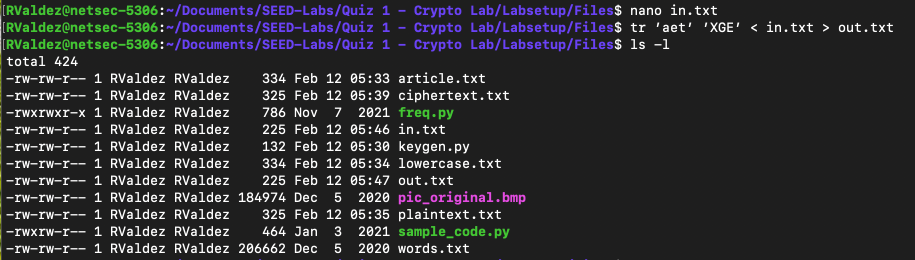 RValdez@netsec-5306:~/Documents/SEED-Labs/Quiz 1 - Crypto Lab/Labsetup/Files$ nano in.txt
RValdez@netsec-5306:~/Documents/SEED-Labs/Quiz 1 - Crypto Lab/Labsetup/Files$ tr ’aet’ ’XGE’ < in.txt > out.txt
RValdez@netsec-5306:~/Documents/SEED-Labs/Quiz 1 - Crypto Lab/Labsetup/Files$ ls -l
total 424
-rw-rw-r-- 1 RValdez RValdez    334 Feb 12 05:33 article.txt
-rw-rw-r-- 1 RValdez RValdez    325 Feb 12 05:39 ciphertext.txt
-rwxrwxr-x 1 RValdez RValdez    786 Nov  7  2021 freq.py
-rw-rw-r-- 1 RValdez RValdez    225 Feb 12 05:46 in.txt
-rw-rw-r-- 1 RValdez RValdez    132 Feb 12 05:30 keygen.py
-rw-rw-r-- 1 RValdez RValdez    334 Feb 12 05:34 lowercase.txt
-rw-rw-r-- 1 RValdez RValdez    225 Feb 12 05:47 out.txt
-rw-rw-r-- 1 RValdez RValdez 184974 Dec  5  2020 pic_original.bmp
-rw-rw-r-- 1 RValdez RValdez    325 Feb 12 05:35 plaintext.txt
-rwxrw-r-- 1 RValdez RValdez    464 Jan  3  2021 sample_code.py
-rw-rw-r-- 1 RValdez RValdez 206662 Dec  5  2020 words.txt